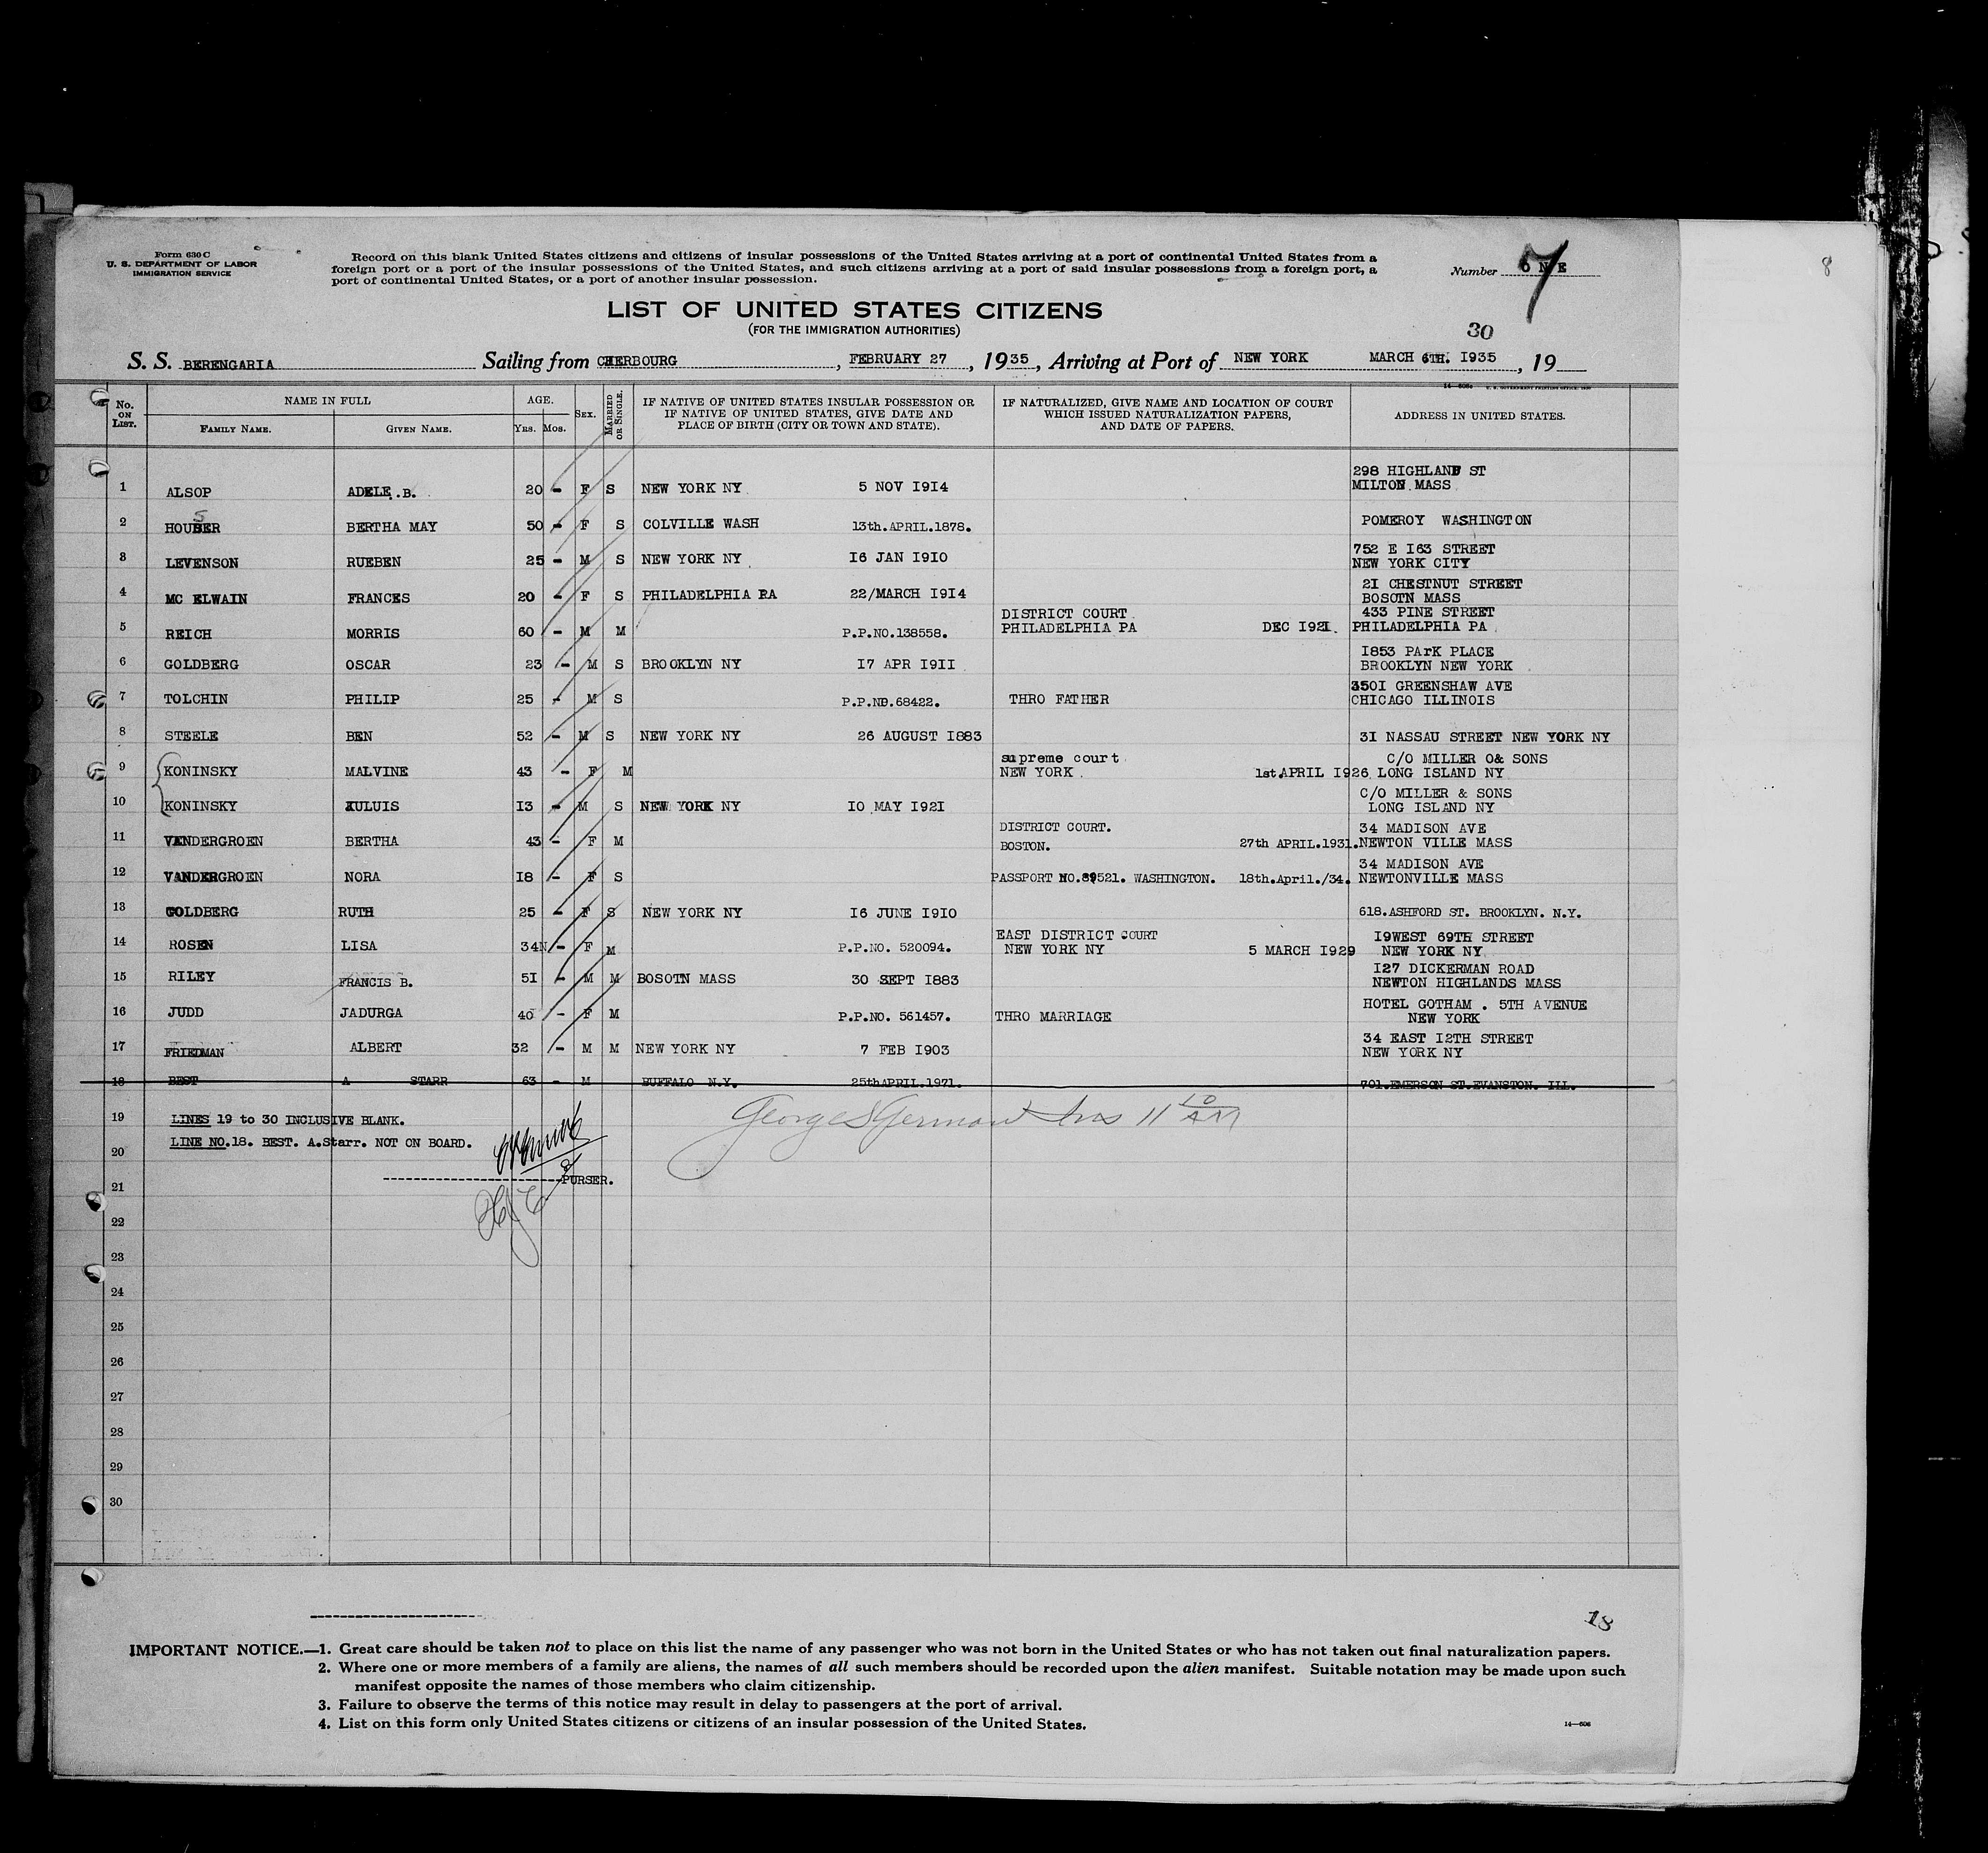 Form 630 C
U. S. DEPARTMENT OF LABOR
IMMIGRATION SERVICE
Record on this blank United States citizens and citizens of insular possessions of the United States arriving at a port of continental United States from a
foreign port or a port of the insular possessions of the United States, and such citizens arriving at a port of said insular possessions from a foreign port, a
port of continental United States, or a port of another insular possession.
Number ONE
7
8
LIST OF UNITED STATES CITIZENS
(FOR THE IMMIGRATION AUTHORITIES)
30
S. S. BERENGARIA Sailing from CHERBOURG, FEBRUARY 27, 1935, Arriving at Port of NEW YORK MARCH 6TH. 1935, 19
No. ON LIST. NAME IN FULL AGE. SEX. MARRIED OR SINGLE. IF NATIVE OF UNITED STATES INSULAR POSSESSION OR IF NATIVE OF UNITED STATES, GIVE DATE AND PLACE OF BIRTH (CITY OR TOWN AND STATE). IF NATURALIZED, GIVE NAME AND LOCATION OF COURT WHICH ISSUED NATURALIZATION PAPERS, AND DATE OF PAPERS. ADDRESS IN UNITED STATES.
FAMILY NAME. GIVEN NAME. YRS. MOS.
298 HIGHLAND ST
1 ALSOP ADELE.B. 20 - F S NEW YORK NY 5 NOV 1914 MILTON.MASS
2 HOUSER BERTHA MAY 50 - F S COLVILLE WASH 13th.APRIL.1878. POMEROY WASHINGTON
752 E 163 STREET
3 LEVENSON RUEBEN 25 - M S NEW YORK NY 16 JAN 1910 NEW YORK CITY
21 CHESTNUT STREET
4 MC ELWAIN FRANCES 20 - F S PHILADELPHIA PA 22/MARCH 1914 BOSOTN MASS
DISTRICT COURT 433 PINE STREET
5 REICH MORRIS 60 - M M P.P.NO.138558. PHILADELPHIA PA DEC 1921. PHILADELPHIA PA
1853 PArK PLACE
6 GOLDBERG OSCAR 23 - M S BROOKLYN NY 17 APR 1911 BROOKLYN NEW YORK
3501 GREENSHAW AVE
7 TOLCHIN PHILIP 25 - M S P.P.NO.68422. THRO FATHER CHICAGO ILLINOIS
8 STEELE BEN 52 - M S NEW YORK NY 26 AUGUST 1883 31 NASSAU STREET NEW YORK NY
supreme court C/O MILLER O& SONS
9 KONINSKY MALVINE 43 - F M NEW YORK 1st APRIL 1926 LONG ISLAND NY
C/O MILLER & SONS
10 KONINSKY JULUIS 13 - M S NEW YORK NY 10 MAY 1921 LONG ISLAND NY
DISTRICT COURT. 34 MADISON AVE
11 VANDERGROEN BERTHA 43 - F M BOSTON. 27th APRIL.1931. NEWTON VILLE MASS
34 MADISON AVE
12 VANDERGROEN NORA 18 - F S PASSPORT NO.89521. WASHINGTON. 18th.April./34. NEWTONVILLE MASS
13 GOLDBERG RUTH 25 - F S NEW YORK NY 16 JUNE 1910 618.ASHFORD ST. BROOKLYN. N.Y.
EAST DISTRICT COURT 19WEST 69TH STREET
14 ROSEN LISA 34 - F M P.P.NO. 520094. NEW YORK NY 5 MARCH 1929 NEW YORK NY
127 DICKERMAN ROAD
15 RILEY FRANCIS B. 51 - M M BOSOTN MASS 30 SEPT 1883 NEWTON HIGHLANDS MASS
HOTEL GOTHAM . 5TH AVENUE
16 JUDD JADURGA 40 - F M P.P.NO. 561457. THRO MARRIAGE NEW YORK
34 EAST 12TH STREET
17 FRIEDMAN ALBERT 32 - M M NEW YORK NY 7 FEB 1903 NEW YORK NY
18 BEST A STARR 63 - M BUFFALO N.Y. 25thAPRIL.1971. 701.EMERSON ST.EVANSTON. ILL.
19 LINES 19 to 30 INCLUSIVE BLANK.
LINE NO.18. BEST. A.Starr. NOT ON BOARD.
George German Ins 11 10 AM
20
PURSER.
21
22
23
24
25
26
27
28
29
30
18
IMPORTANT NOTICE.—1. Great care should be taken not to place on this list the name of any passenger who was not born in the United States or who has not taken out final naturalization papers.
2. Where one or more members of a family are aliens, the names of all such members should be recorded upon the alien manifest. Suitable notation may be made upon such
manifest opposite the names of those members who claim citizenship.
3. Failure to observe the terms of this notice may result in delay to passengers at the port of arrival.
4. List on this form only United States citizens or citizens of an insular possession of the United States.
14—606